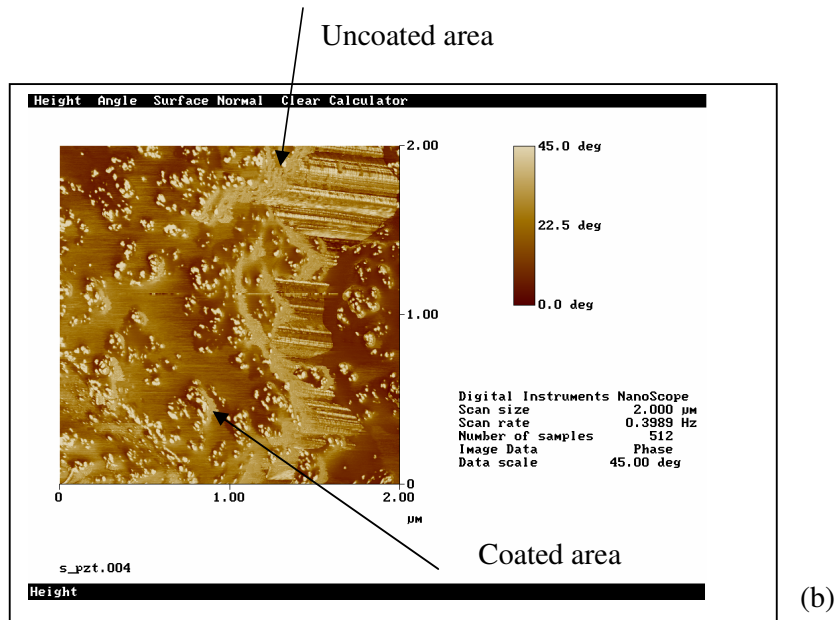 Uncoated area
Height Angle Surface Normal Clear Calculator
2.00
1.00
0
0
1.00
2.00
µM
45.0 deg
22.5 deg
0.0 deg
Digital Instruments NanoScope
Scan size 2.000 µm
Scan rate 0.3989 Hz
Number of samples 512
Image Data Phase
Data scale 45.00 deg
Coated area
s_pzt.004
Height
(b)